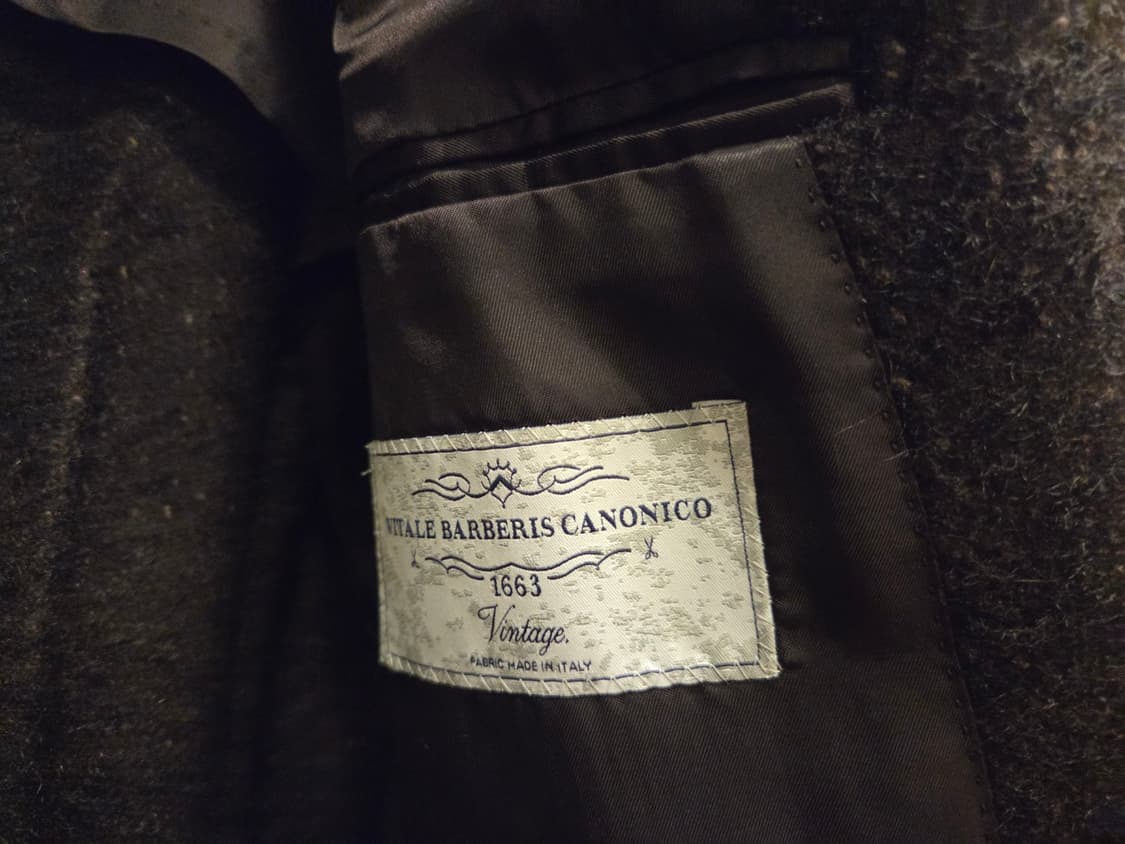 VITALE BARBERIS CANONICO
1663
Vintage.
FABRIC MADE IN ITALY